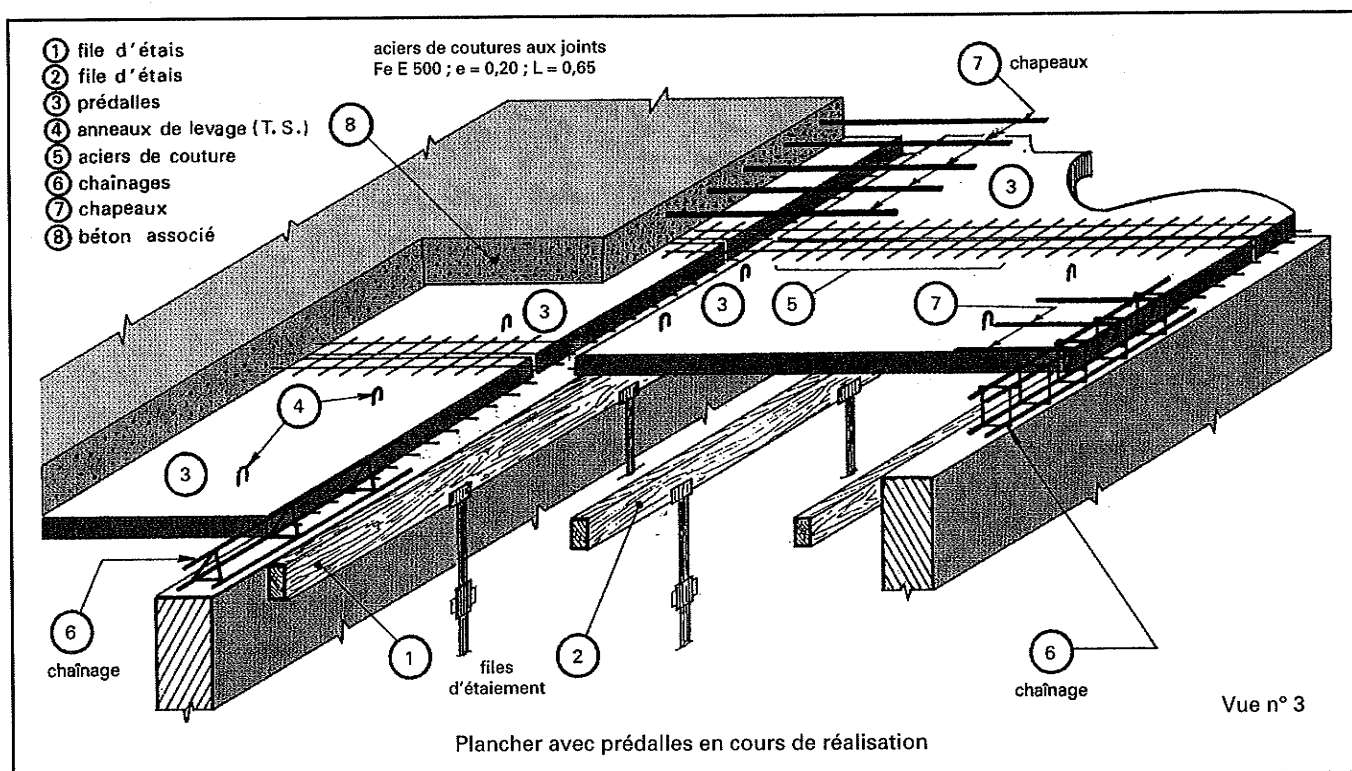 ① file d'étais
② file d'étais
③ prédalles
④ anneaux de levage (T. S.)
⑤ aciers de couture
⑥ chaînages
⑦ chapeaux
⑧ béton associé
aciers de coutures aux joints
Fe E 500 ; e = 0,20 ; L = 0,65
⑦ chapeaux
⑧
③
③
③
⑤
⑦
④
③
⑥
chaînage
①
files
d'étaiement
②
⑥
chaînage
Vue n° 3
Plancher avec prédalles en cours de réalisation